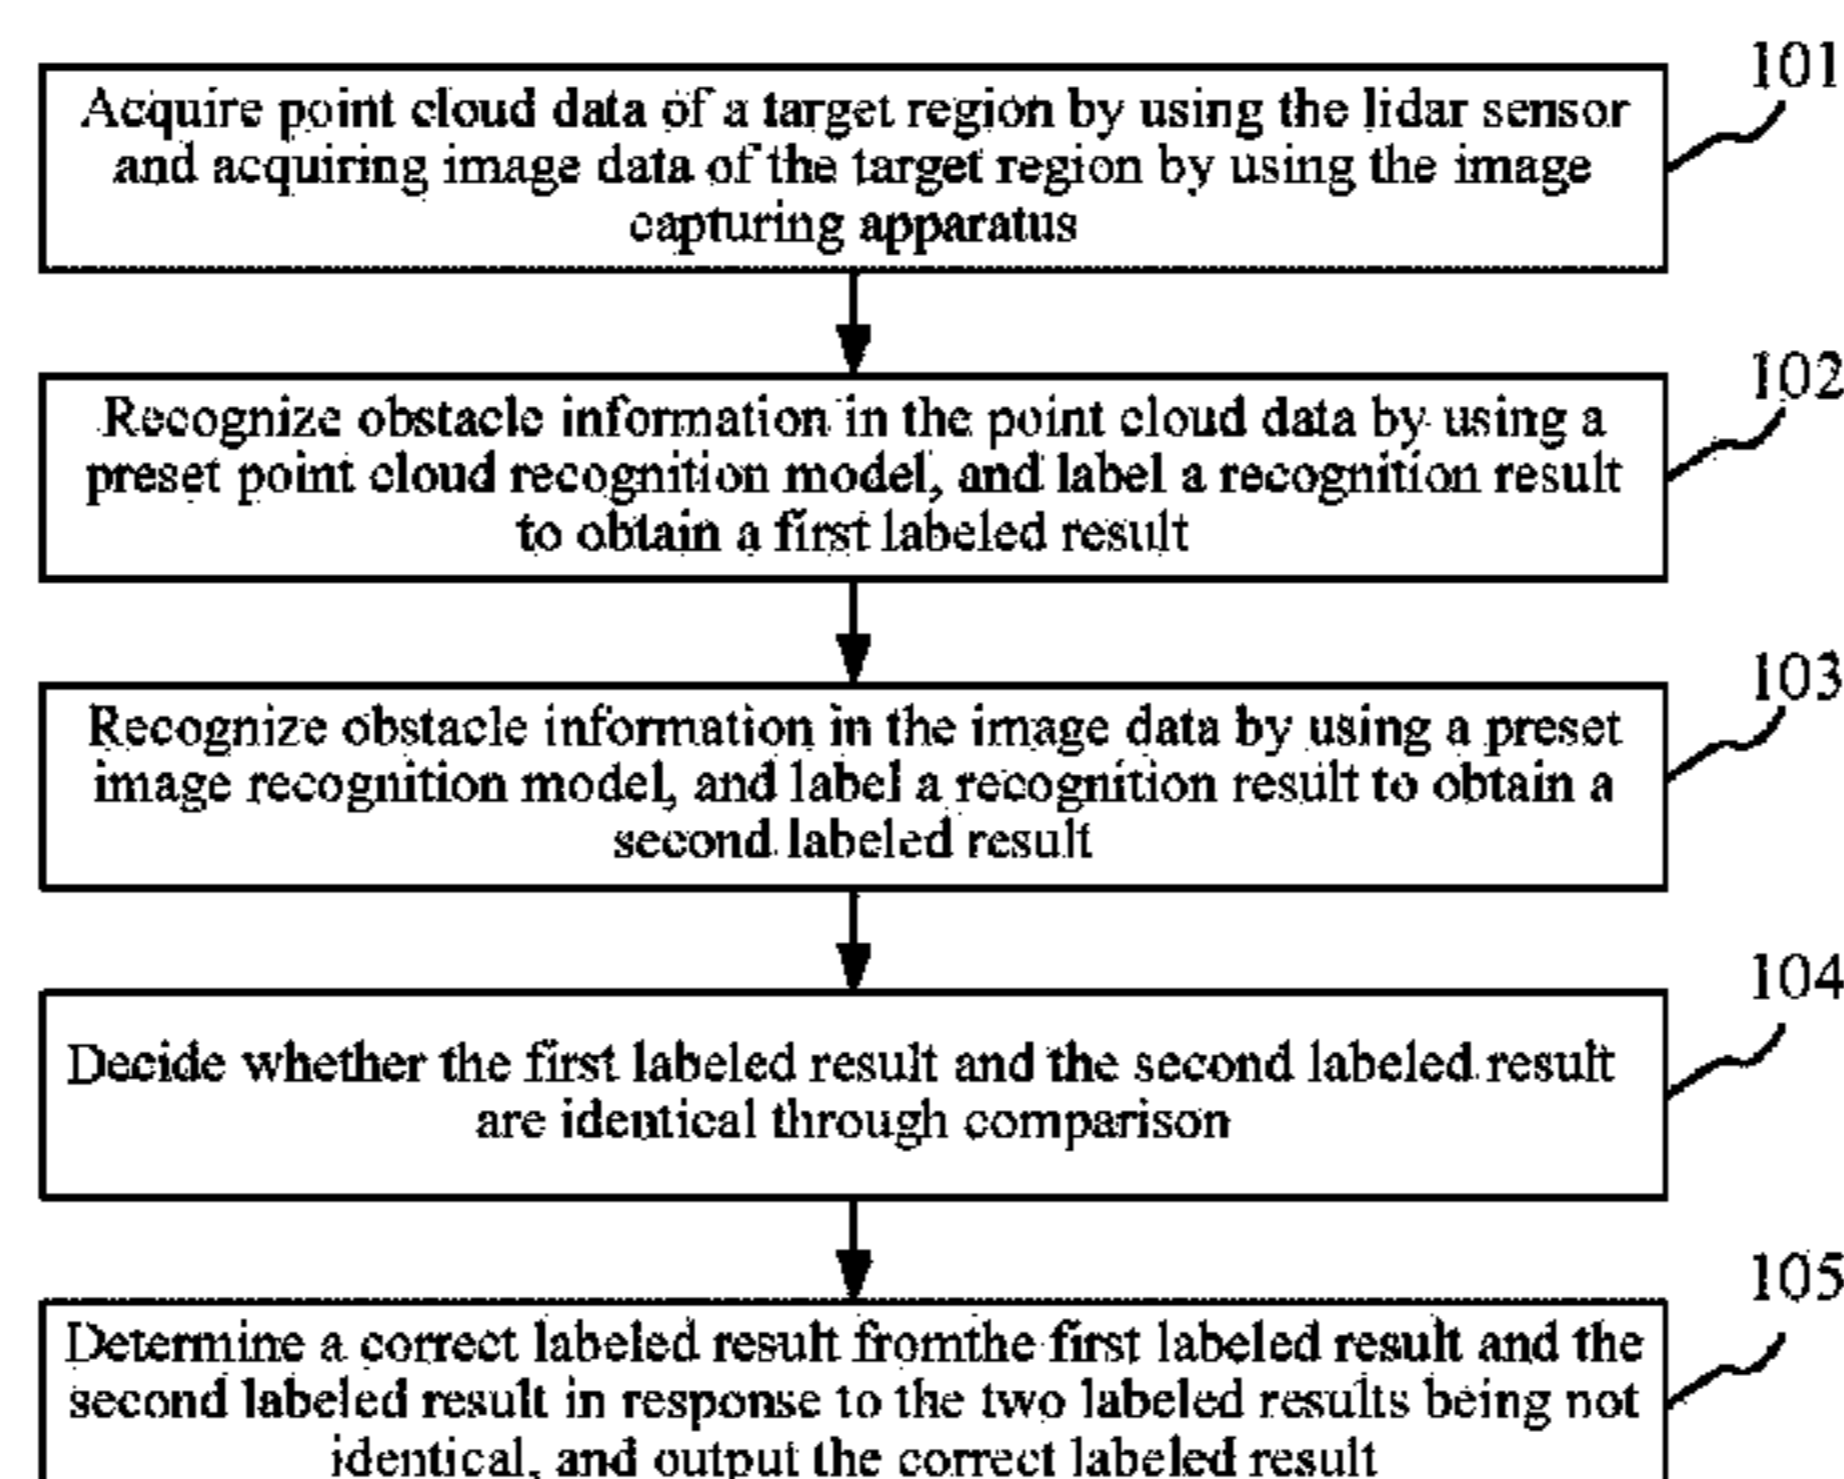 101
Acquire point cloud data of a target region by using the lidar sensor
and acquiring image data of the target region by using the image
capturing apparatus
102
Recognize obstacle information in the point cloud data by using a
preset point cloud recognition model, and label a recognition result
to obtain a first labeled result
103
Recognize obstacle information in the image data by using a preset
image recognition model, and label a recognition result to obtain a
second labeled result
104
Decide whether the first labeled result and the second labeled result
are identical through comparison
105
Determine a correct labeled result fromthe first labeled result and the
second labeled result in response to the two labeled results being not
identical, and output the correct labeled result